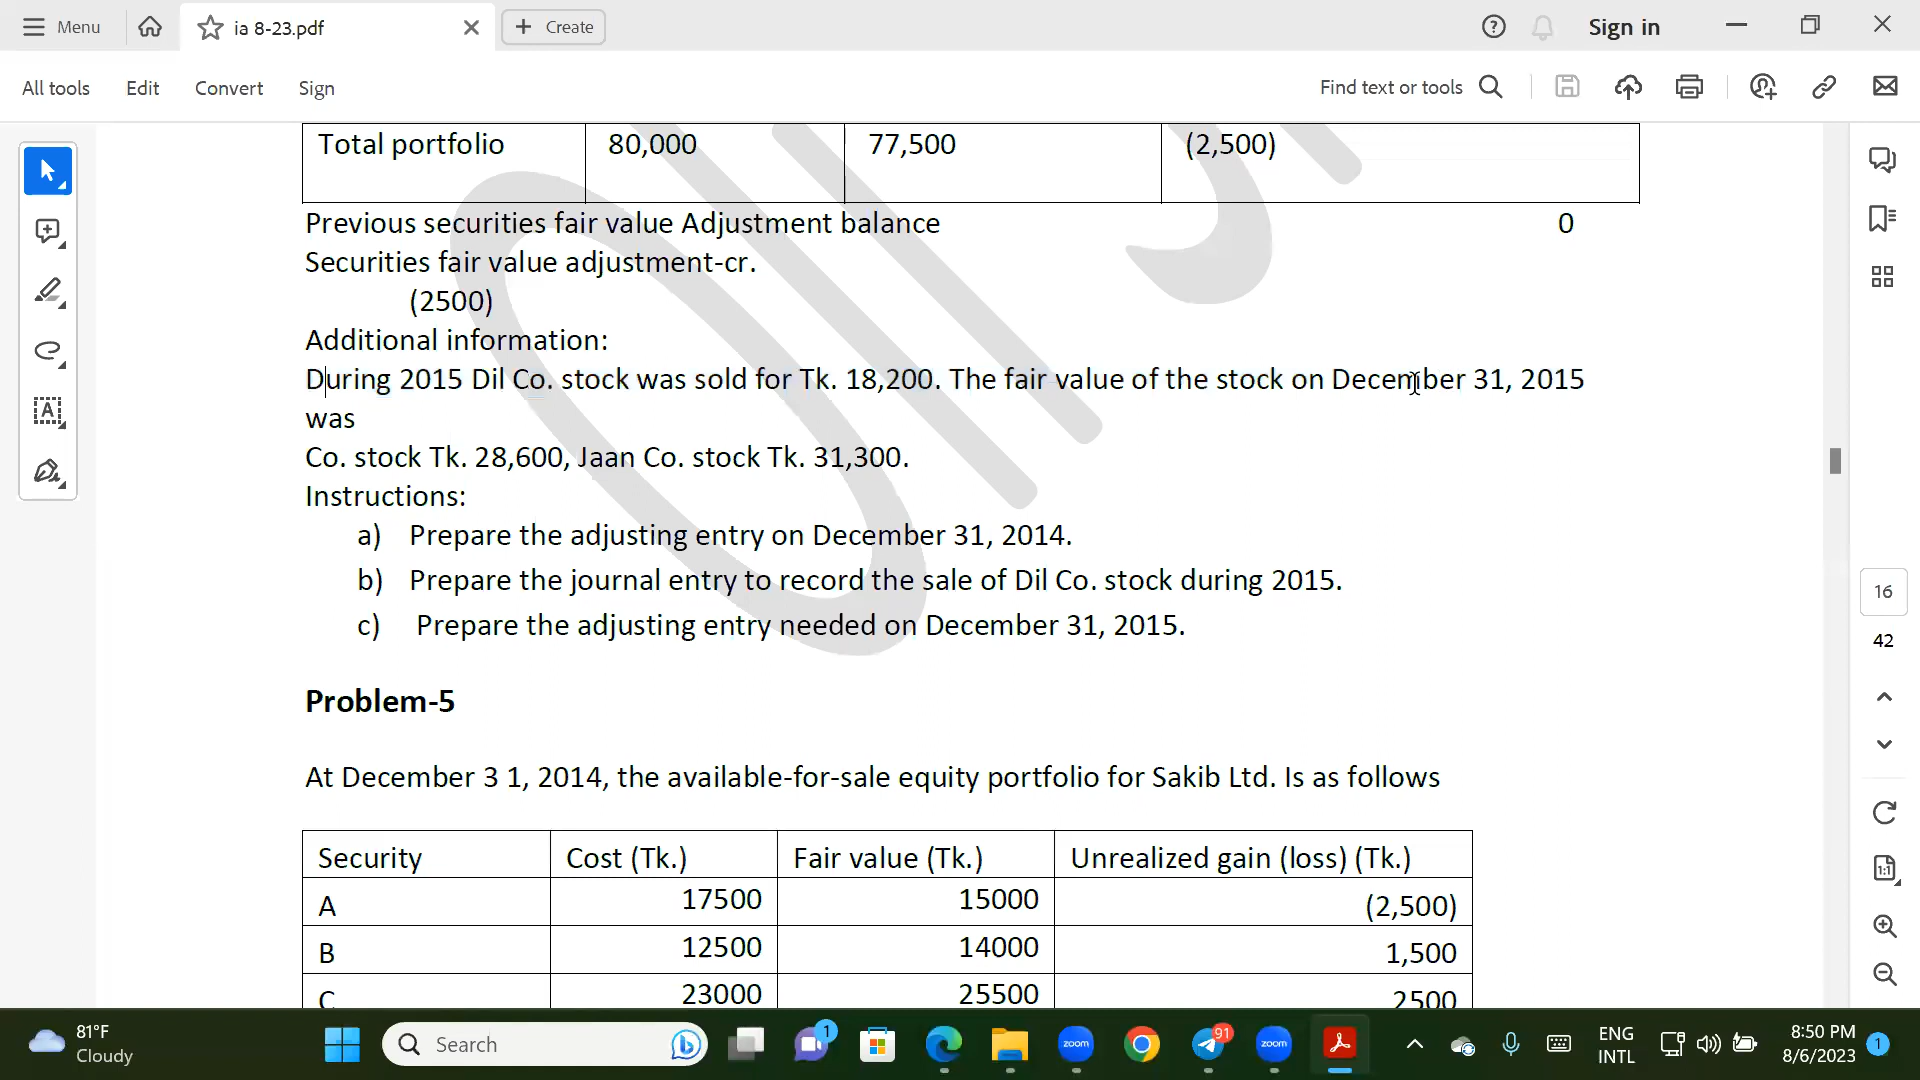 Menu
ia 8-23.pdf
Create
Sign in
All tools Edit Convert Sign
Find text or tools
Total portfolio 80,000 77,500 (2,500)
Previous securities fair value Adjustment balance 0
Securities fair value adjustment-cr.
(2500)
Additional information:
During 2015 Dil Co. stock was sold for Tk. 18,200. The fair value of the stock on December 31, 2015
was
Co. stock Tk. 28,600, Jaan Co. stock Tk. 31,300.
Instructions:
a) Prepare the adjusting entry on December 31, 2014.
b) Prepare the journal entry to record the sale of Dil Co. stock during 2015.
c) Prepare the adjusting entry needed on December 31, 2015.
Problem-5
At December 3 1, 2014, the available-for-sale equity portfolio for Sakib Ltd. Is as follows
Security Cost (Tk.) Fair value (Tk.) Unrealized gain (loss) (Tk.)
A 17500 15000 (2,500)
B 12500 14000 1,500
C 23000 25500 2500
16
42
1:1
81°F
Cloudy
Search
1
zoom
91
zoom
ENG
INTL
8:50 PM
8/6/2023
1